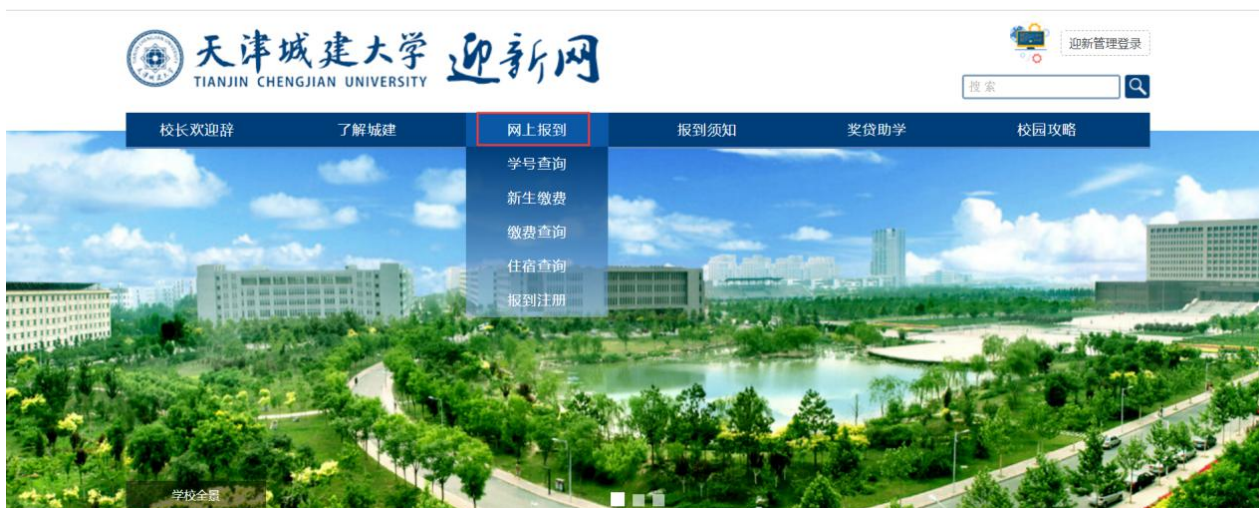 天津城建大学 迎新网
TIANJIN CHENGJIAN UNIVERSITY
迎新管理登录
搜索
校长欢迎辞 了解城建 网上报到 报到须知 奖贷助学 校园攻略
学号查询
新生缴费
缴费查询
住宿查询
报到注册
学校全景